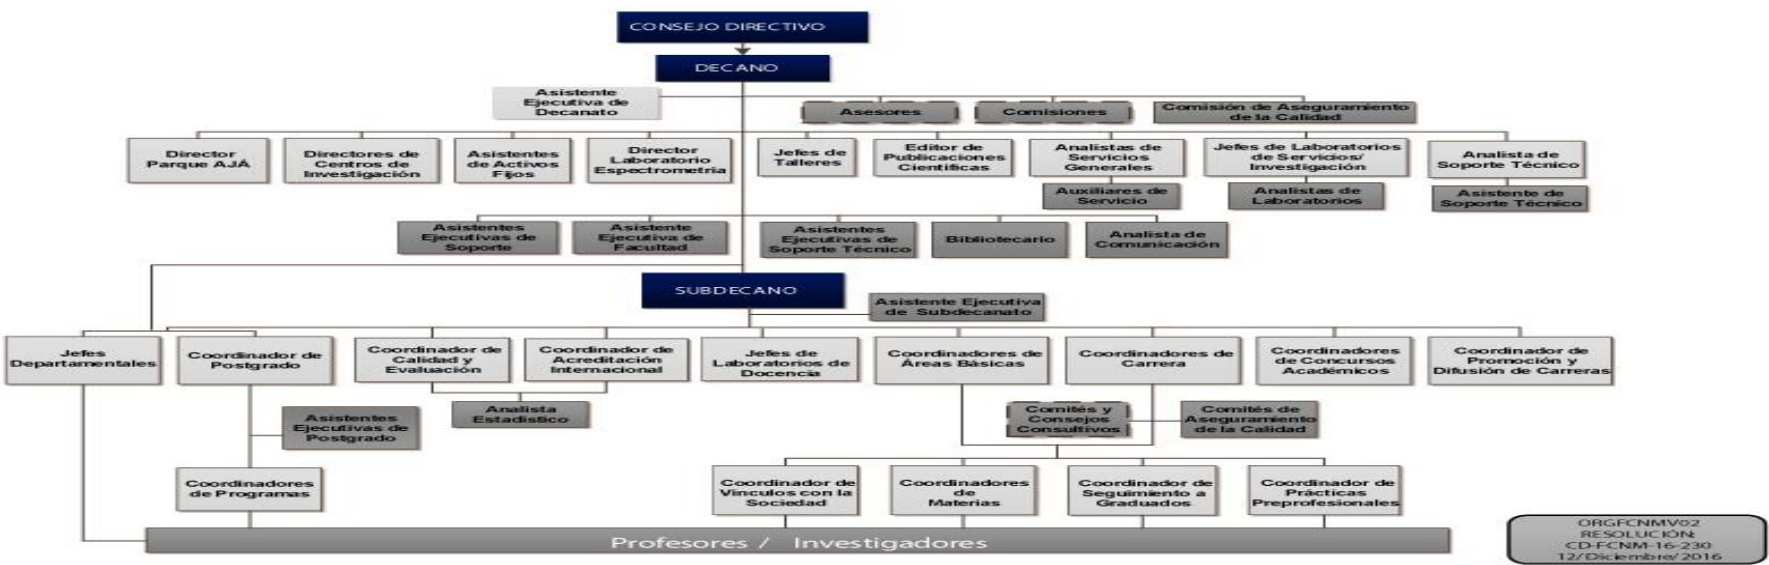 CONSEJO DIRECTIVO
DECANO
Asistente
Ejecutiva de
Decanato
Asesores
Comisiones
Comisión de Aseguramiento
de la Calidad
Director
Parque AJÁ
Directores de
Centros de
Investigación
Asistentes
de Activos
Fijos
Director
Laboratorio
Espectrometría
Jefes de
Talleres
Editor de
Publicaciones
Científicas
Analistas de
Servicios
Generales
Jefes de Laboratorios
de Servicios/
Investigación
Analista de
Soporte Técnico
Auxiliares de
Servicio
Analistas de
Laboratorios
Asistente de
Soporte Técnico
Asistentes
Ejecutivas de
Soporte
Asistente
Ejecutiva de
Facultad
Asistentes
Ejecutivas de
Soporte Técnico
Bibliotecario
Analista de
Comunicación
SUBDECANO
Asistente Ejecutiva
de Subdecanato
Jefes
Departamentales
Coordinador de
Postgrado
Coordinador de
Calidad y
Evaluación
Coordinador de
Acreditación
Internacional
Jefes de
Laboratorios de
Docencia
Coordinadores de
Áreas Básicas
Coordinadores de
Carrera
Coordinadores
de Concursos
Académicos
Coordinador de
Promoción y
Difusión de Carreras
Asistentes
Ejecutivas de
Postgrado
Analista
Estadístico
Comités y
Consejos
Consultivos
Comités de
Aseguramiento
de la Calidad
Coordinadores
de Programas
Coordinador de
Vínculos con la
Sociedad
Coordinadores
de
Materias
Coordinador de
Seguimiento a
Graduados
Coordinador de
Prácticas
Preprofesionales
Profesores / Investigadores
ORGFCNMV02
RESOLUCIÓN:
CD-FCNM-16-230
12/Diciembre/2016